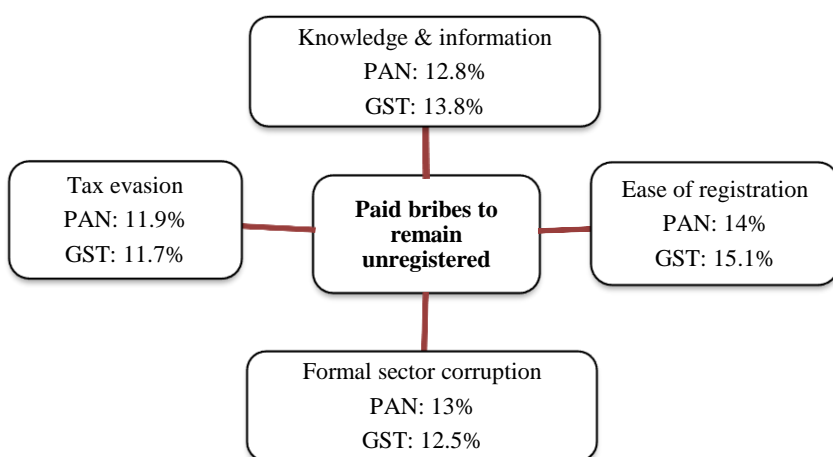 Knowledge & information
PAN: 12.8%
GST: 13.8%
Tax evasion
PAN: 11.9%
GST: 11.7%
Paid bribes to
remain
unregistered
Ease of registration
PAN: 14%
GST: 15.1%
Formal sector corruption
PAN: 13%
GST: 12.5%